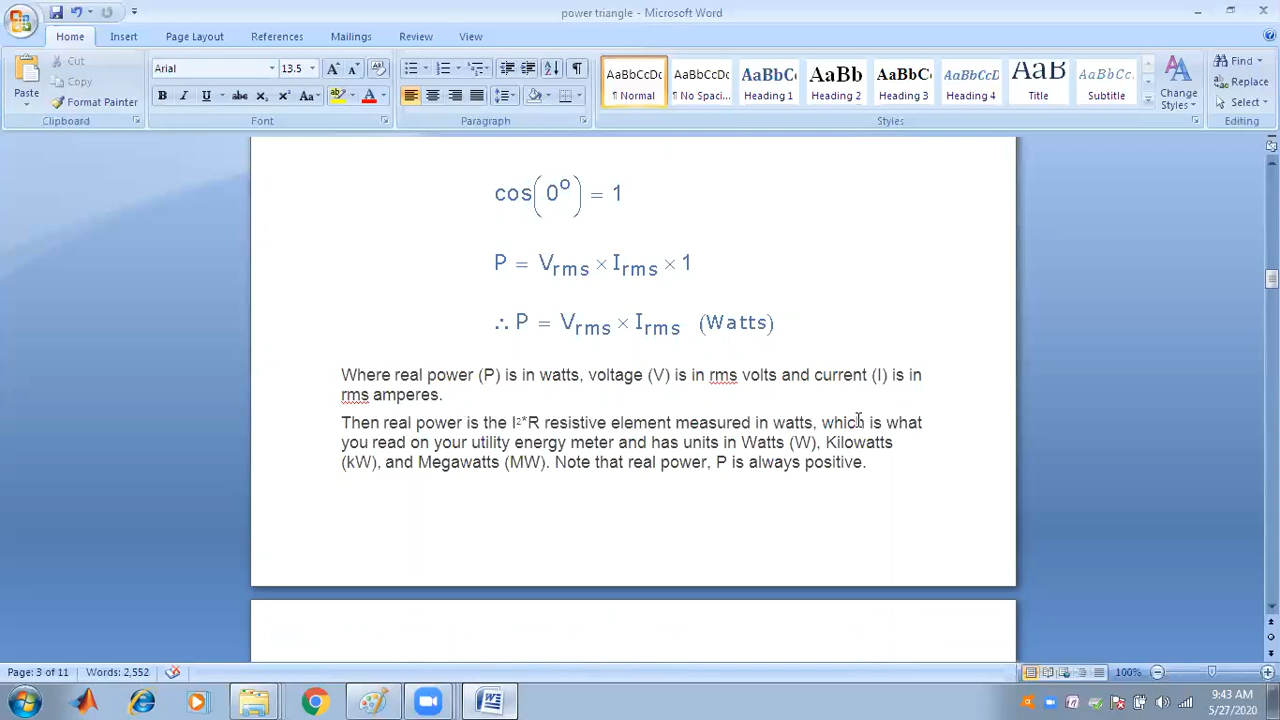 power triangle - Microsoft Word
Home Insert Page Layout References Mailings Review View
Paste
Cut
Copy
Format Painter
Clipboard
Arial 13.5
B I U abc x₂ x² Aa
Font
Paragraph
AaBbCcDc AaBbCcDc AaBbC AaBb AaBbC AaBbCcD AaB AaBbCcL
¶ Normal ¶ No Spaci... Heading 1 Heading 2 Heading 3 Heading 4 Title Subtitle
Styles
Change Styles
Find
Replace
Select
Editing
cos(0°) = 1
P = Vrms × Irms × 1
∴ P = Vrms × Irms (Watts)
Where real power (P) is in watts, voltage (V) is in rms volts and current (I) is in
rms amperes.
Then real power is the I²*R resistive element measured in watts, which is what
you read on your utility energy meter and has units in Watts (W), Kilowatts
(kW), and Megawatts (MW). Note that real power, P is always positive.
Page: 3 of 11 Words: 2,552 100%
9:43 AM
5/27/2020